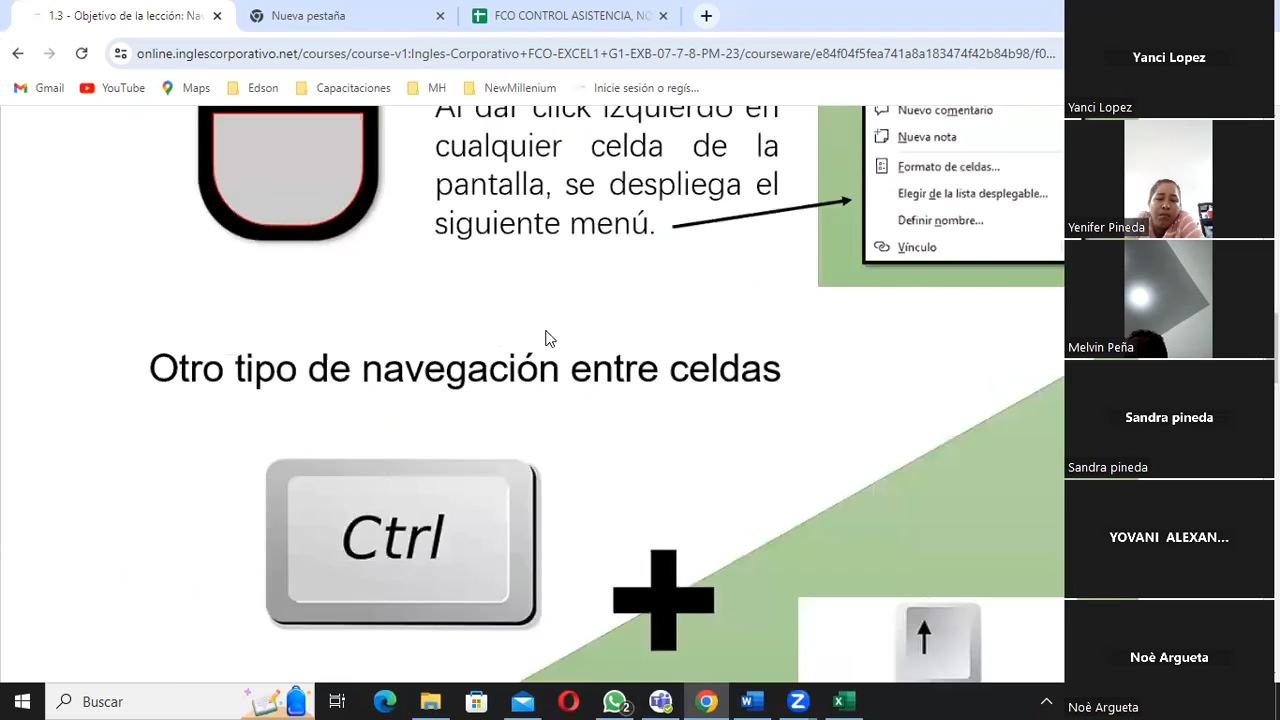 1.3 - Objetivo de la lección: Nav
Nueva pestaña
FCO CONTROL ASISTENCIA, NO
online.inglescorporativo.net/courses/course-v1:Ingles-Corporativo+FCO-EXCEL1+G1-EXB-07-7-8-PM-23/courseware/e84f04f5fea741a8a183474f42b84b98/f0...
Gmail
YouTube
Maps
Edson
Capacitaciones
MH
NewMillenium
Inicie sesión o regís...
Al dar click izquierdo en
cualquier celda de la
pantalla, se despliega el
siguiente menú.
Nuevo comentario
Nueva nota
Formato de celdas...
Elegir de la lista desplegable...
Definir nombre...
Vínculo
Otro tipo de navegación entre celdas
Ctrl
Yanci Lopez
Yanci Lopez
Yenifer Pineda
Melvin Peña
Sandra pineda
Sandra pineda
YOVANI ALEXAN...
Noè Argueta
Noè Argueta
Buscar
2